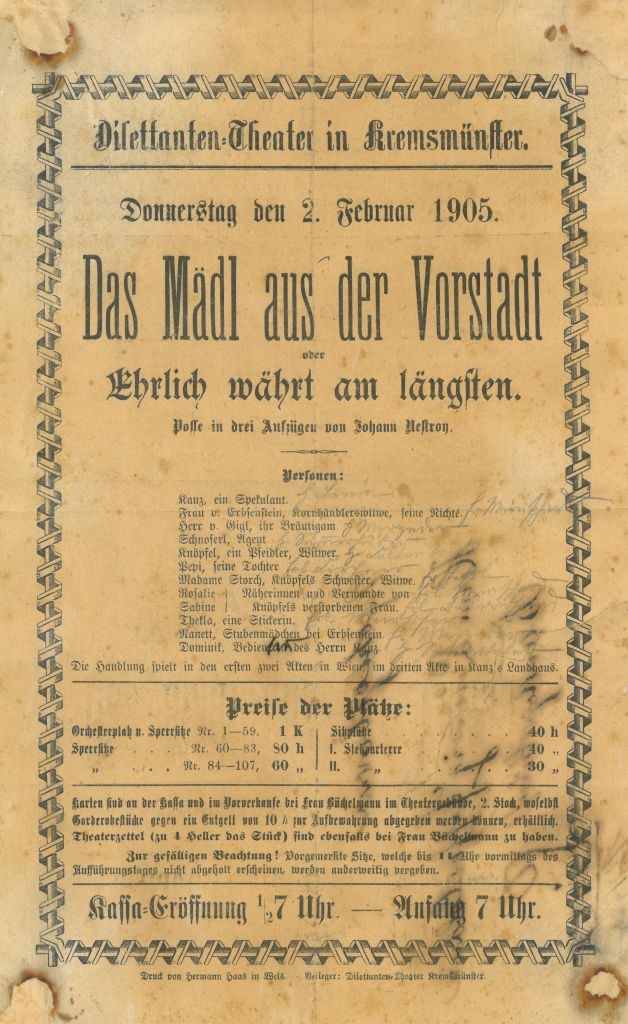 Dilettanten-Theater in Kremsmünster.
Donnerstag den 2. Februar 1905.
Das Mädl aus der Vorstadt
oder
Ehrlich währt am längsten.
Posse in drei Aufzügen von Johann Nestroy.
Personen:
Kauz, ein Spekulant.
Frau v. Erbsenstein, Kornhändlerswitwe, seine Nichte.
Herr v. Gigl, ihr Bräutigam
Schnoferl, Agent
Knöpfel, ein Pfeidler, Witwer.
Pepi, seine Tochter
Madame Storch, Knöpfels Schwester, Witwe.
Rosalie } Näherinnen und Verwandte von
Sabine } Knöpfels verstorbenen Frau.
Thekla, eine Stickerin.
Nanett, Stubenmädchen bei Erbsenstein.
Dominik, Bedienter des Herrn Kauz.
Die Handlung spielt in den ersten zwei Akten in Wien, im dritten Akte in Kauz's Landhaus.
Preise der Plätze:
Orchesterplatz u. Sperrsitz Nr. 1—59, 1 K
Sperrsitze . . . . Nr. 60—83, 80 h
„ . . . Nr. 84—107, 60 „
Sitzplätze . . . . 40 h
I. Stehparterre . . . . 40 „
II. „ . . . . 30 „
Karten sind an der Kassa und im Vorverkaufe bei Frau Büchelmann im Theatergebäude, 2. Stock, woselbst
Garderobestücke gegen ein Entgelt von 10 h zur Aufbewahrung abgegeben werden können, erhältlich.
Theaterzettel (zu 4 Heller das Stück) sind ebenfalls bei Frau Büchelmann zu haben.
Zur gefälligen Beachtung! Vorgemerkte Sitze, welche bis 11 Uhr vormittags des
Aufführungstages nicht abgeholt erscheinen, werden anderweitig vergeben.
Kassa-Eröffnung 1/2 7 Uhr. — Anfang 7 Uhr.
Druck von Hermann Haas in Wels. — Verleger: Dilettanten-Theater Kremsmünster.